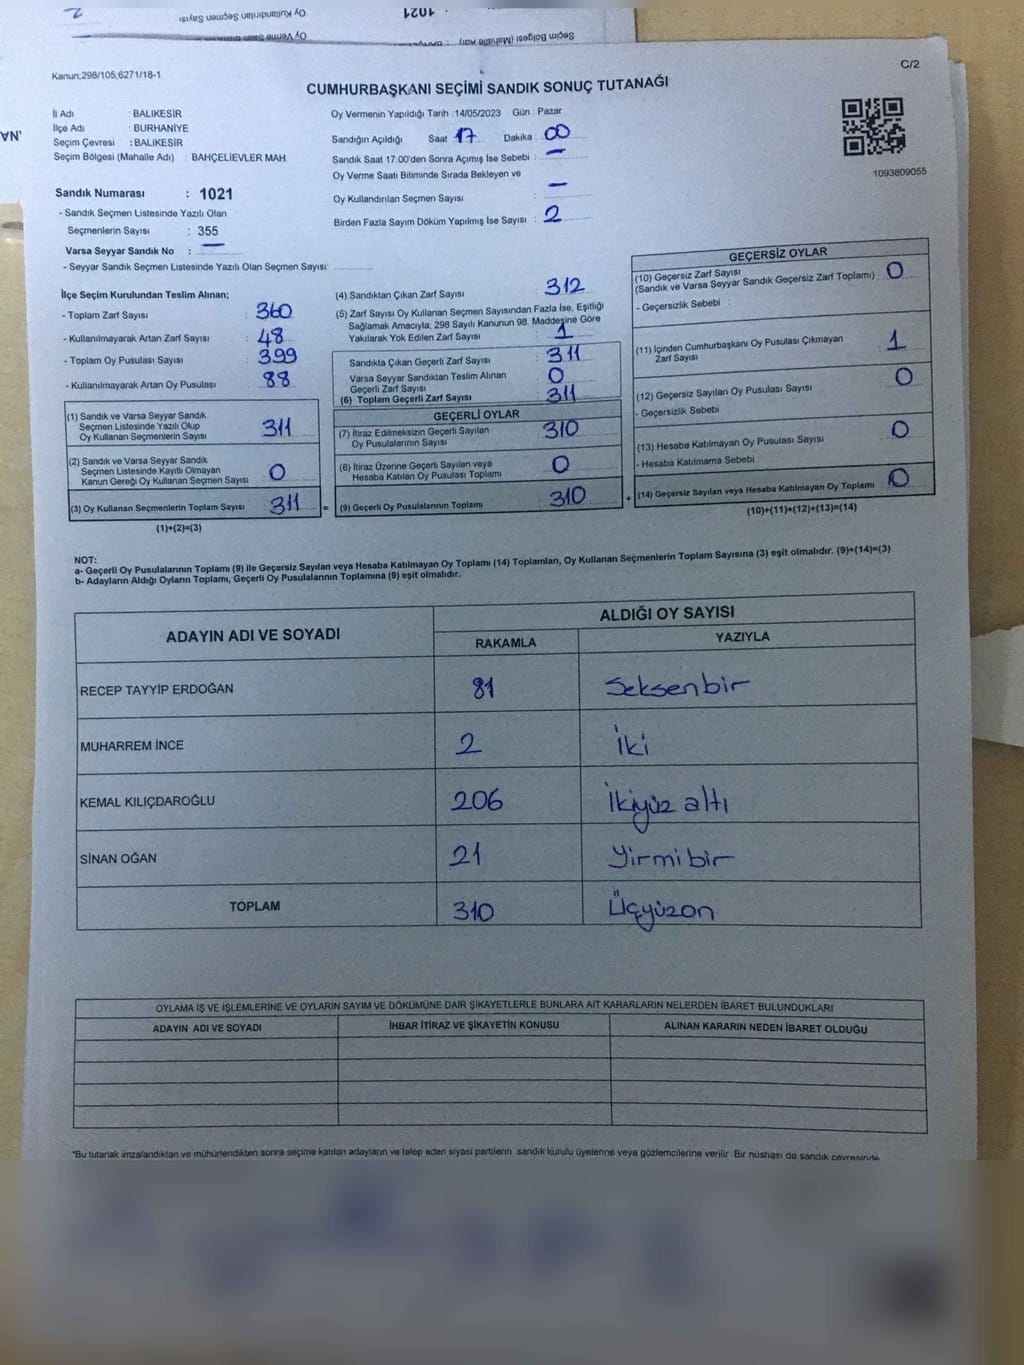 Oy Kullandırılan Seçmen Sayısı
1021
2
Kanun;298/105,6271/18-1
C/2
CUMHURBAŞKANI SEÇİMİ SANDIK SONUÇ TUTANAĞI
İl Adı : BALIKESİR
İlçe Adı : BURHANİYE
Seçim Çevresi : BALIKESİR
Seçim Bölgesi (Mahalle Adı) : BAHÇELİEVLER MAH
Oy Vermenin Yapıldığı Tarih :14/05/2023 Gün : Pazar
Sandığın Açıldığı Saat 17 Dakika : 00
Sandık Saat 17.00'den Sonra Açımış İse Sebebi : —
Oy Verme Saati Bitiminde Sırada Bekleyen ve
Oy Kullandırılan Seçmen Sayısı : —
Birden Fazla Sayım Döküm Yapılmış İse Sayısı : 2
1093809055
Sandık Numarası : 1021
- Sandık Seçmen Listesinde Yazılı Olan
Seçmenlerin Sayısı : 355
Varsa Seyyar Sandık No : —
- Seyyar Sandık Seçmen Listesinde Yazılı Olan Seçmen Sayısı:
İlçe Seçim Kurulundan Teslim Alınan;
- Toplam Zarf Sayısı : 360
- Kullanılmayarak Artan Zarf Sayısı : 48
- Toplam Oy Pusulası Sayısı : 399
- Kullanılmayarak Artan Oy Pusulası : 88
(1) Sandık ve Varsa Seyyar Sandık
Seçmen Listesinde Yazılı Olup
Oy Kullanan Seçmenlerin Sayısı 311
(2) Sandık ve Varsa Seyyar Sandık
Seçmen Listesinde Kayıtlı Olmayan
Kanun Gereği Oy Kullanan Seçmen Sayısı 0
(3) Oy Kullanan Seçmenlerin Toplam Sayısı 311 =
(1)+(2)=(3)
(4) Sandıktan Çıkan Zarf Sayısı 312
(5) Zarf Sayısı Oy Kullanan Seçmen Sayısından Fazla İse, Eşitliği
Sağlamak Amacıyla; 298 Sayılı Kanunun 98. Maddesine Göre
Yakılarak Yok Edilen Zarf Sayısı 1
Sandıkta Çıkan Geçerli Zarf Sayısı 311
Varsa Seyyar Sandıktan Teslim Alınan
Geçerli Zarf Sayısı 0
(6) Toplam Geçerli Zarf Sayısı 311
GEÇERLİ OYLAR
(7) İtiraz Edilmeksizin Geçerli Sayılan
Oy Pusulalarının Sayısı 310
(8) İtiraz Üzerine Geçerli Sayılan veya
Hesaba Katılan Oy Pusulası Toplamı 0
(9) Geçerli Oy Pusulalarının Toplamı 310 +
GEÇERSİZ OYLAR
(10) Geçersiz Zarf Sayısı
(Sandık ve Varsa Seyyar Sandık Geçersiz Zarf Toplamı) : 0
- Geçersizlik Sebebi :
(11) İçinden Cumhurbaşkanı Oy Pusulası Çıkmayan
Zarf Sayısı 1
(12) Geçersiz Sayılan Oy Pusulası Sayısı 0
- Geçersizlik Sebebi
(13) Hesaba Katılmayan Oy Pusulası Sayısı 0
- Hesaba Katılmama Sebebi
(14) Geçersiz Sayılan veya Hesaba Katılmayan Oy Toplamı 0
(10)+(11)+(12)+(13)=(14)
NOT:
a- Geçerli Oy Pusulalarının Toplamı (9) ile Geçersiz Sayılan veya Hesaba Katılmayan Oy Toplamı (14) Toplamları, Oy Kullanan Seçmenlerin Toplam Sayısına (3) eşit olmalıdır. (9)+(14)=(3)
b- Adayların Aldığı Oyların Toplamı, Geçerli Oy Pusulalarının Toplamına (9) eşit olmalıdır.
ADAYIN ADI VE SOYADI ALDIĞI OY SAYISI
RAKAMLA YAZIYLA
RECEP TAYYİP ERDOĞAN 81 Seksenbir
MUHARREM İNCE 2 İki
KEMAL KILIÇDAROĞLU 206 İkiyüz altı
SİNAN OĞAN 21 Yirmibir
TOPLAM 310 Üçyüzon
OYLAMA İŞ VE İŞLEMLERİNE VE OYLARIN SAYIM VE DÖKÜMÜNE DAİR ŞİKAYETLERLE BUNLARA AİT KARARLARIN NELERDEN İBARET BULUNDUKLARI
ADAYIN ADI VE SOYADI İHBAR İTİRAZ VE ŞİKAYETİN KONUSU ALINAN KARARIN NEDEN İBARET OLDUĞU
*Bu tutanak imzalandıktan ve mühürlendikten sonra seçime katılan adayların ve talep eden siyasi partilerin sandık kurulu üyelerine veya gözlemcilerine verilir. Bir nüshası da sandık çevresinde